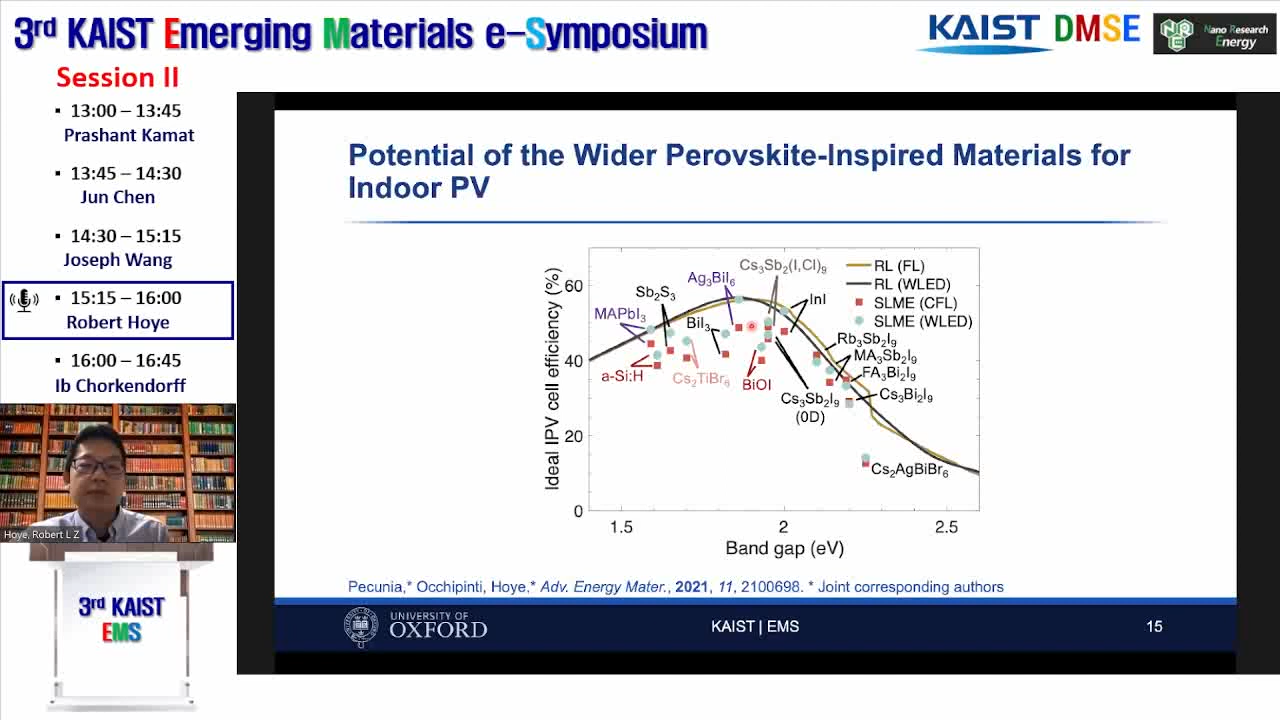 3rd KAIST Emerging Materials e-Symposium
KAIST DMSE
NRE
Nano Research
Energy
Session II
▪ 13:00 – 13:45
Prashant Kamat
▪ 13:45 – 14:30
Jun Chen
▪ 14:30 – 15:15
Joseph Wang
▪ 15:15 – 16:00
Robert Hoye
▪ 16:00 – 16:45
Ib Chorkendorff
Hoye, Robert L Z
3rd KAIST
EMS
Potential of the Wider Perovskite-Inspired Materials for
Indoor PV
Ideal IPV cell efficiency (%)
60
40
20
0
1.5
2
2.5
Band gap (eV)
RL (FL)
RL (WLED)
SLME (CFL)
SLME (WLED)
MAPbI3
a-Si:H
Sb2S3
Cs2TiBr6
BiI3
Ag3BiI6
Cs3Sb2(I,Cl)9
BiOI
InI
Cs3Sb2I9
(0D)
Rb3Sb2I9
MA3Sb2I9
FA3Bi2I9
Cs3Bi2I9
Cs2AgBiBr6
Pecunia,* Occhipinti, Hoye,* Adv. Energy Mater., 2021, 11, 2100698. * Joint corresponding authors
UNIVERSITY OF
OXFORD
KAIST | EMS
15